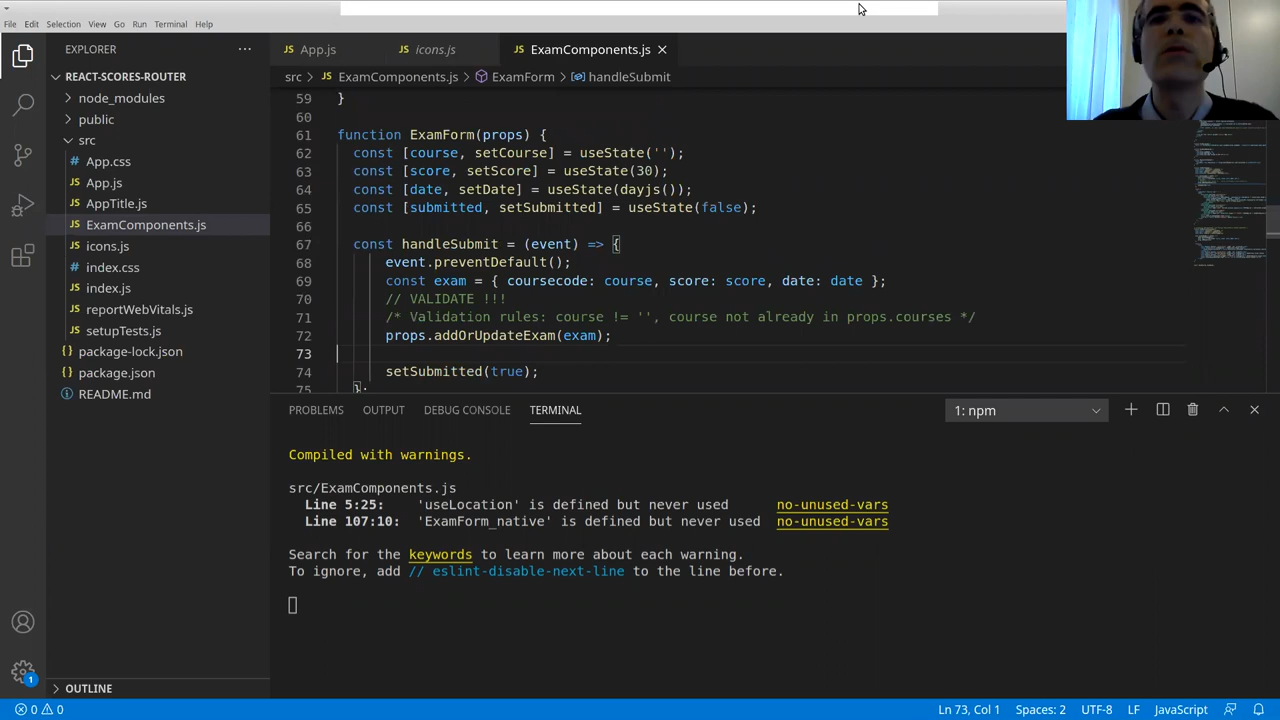 File Edit Selection View Go Run Terminal Help
EXPLORER
REACT-SCORES-ROUTER
node_modules
public
src
App.css
JS App.js
JS AppTitle.js
JS ExamComponents.js
JS icons.js
index.css
JS index.js
JS reportWebVitals.js
JS setupTests.js
{} package-lock.json
{} package.json
README.md
OUTLINE
JS App.js
JS icons.js
JS ExamComponents.js
src > JS ExamComponents.js > ExamForm > handleSubmit
59 }
60
61 function ExamForm(props) {
62 const [course, setCourse] = useState('');
63 const [score, setScore] = useState(30);
64 const [date, setDate] = useState(dayjs());
65 const [submitted, setSubmitted] = useState(false);
66
67 const handleSubmit = (event) => {
68 event.preventDefault();
69 const exam = { coursecode: course, score: score, date: date };
70 // VALIDATE !!!
71 /* Validation rules: course != '', course not already in props.courses */
72 props.addOrUpdateExam(exam);
73
74 setSubmitted(true);
75 };
PROBLEMS OUTPUT DEBUG CONSOLE TERMINAL
1: npm
Compiled with warnings.
src/ExamComponents.js
Line 5:25: 'useLocation' is defined but never used no-unused-vars
Line 107:10: 'ExamForm_native' is defined but never used no-unused-vars
Search for the keywords to learn more about each warning.
To ignore, add // eslint-disable-next-line to the line before.
1
0 0
Ln 73, Col 1 Spaces: 2 UTF-8 LF JavaScript